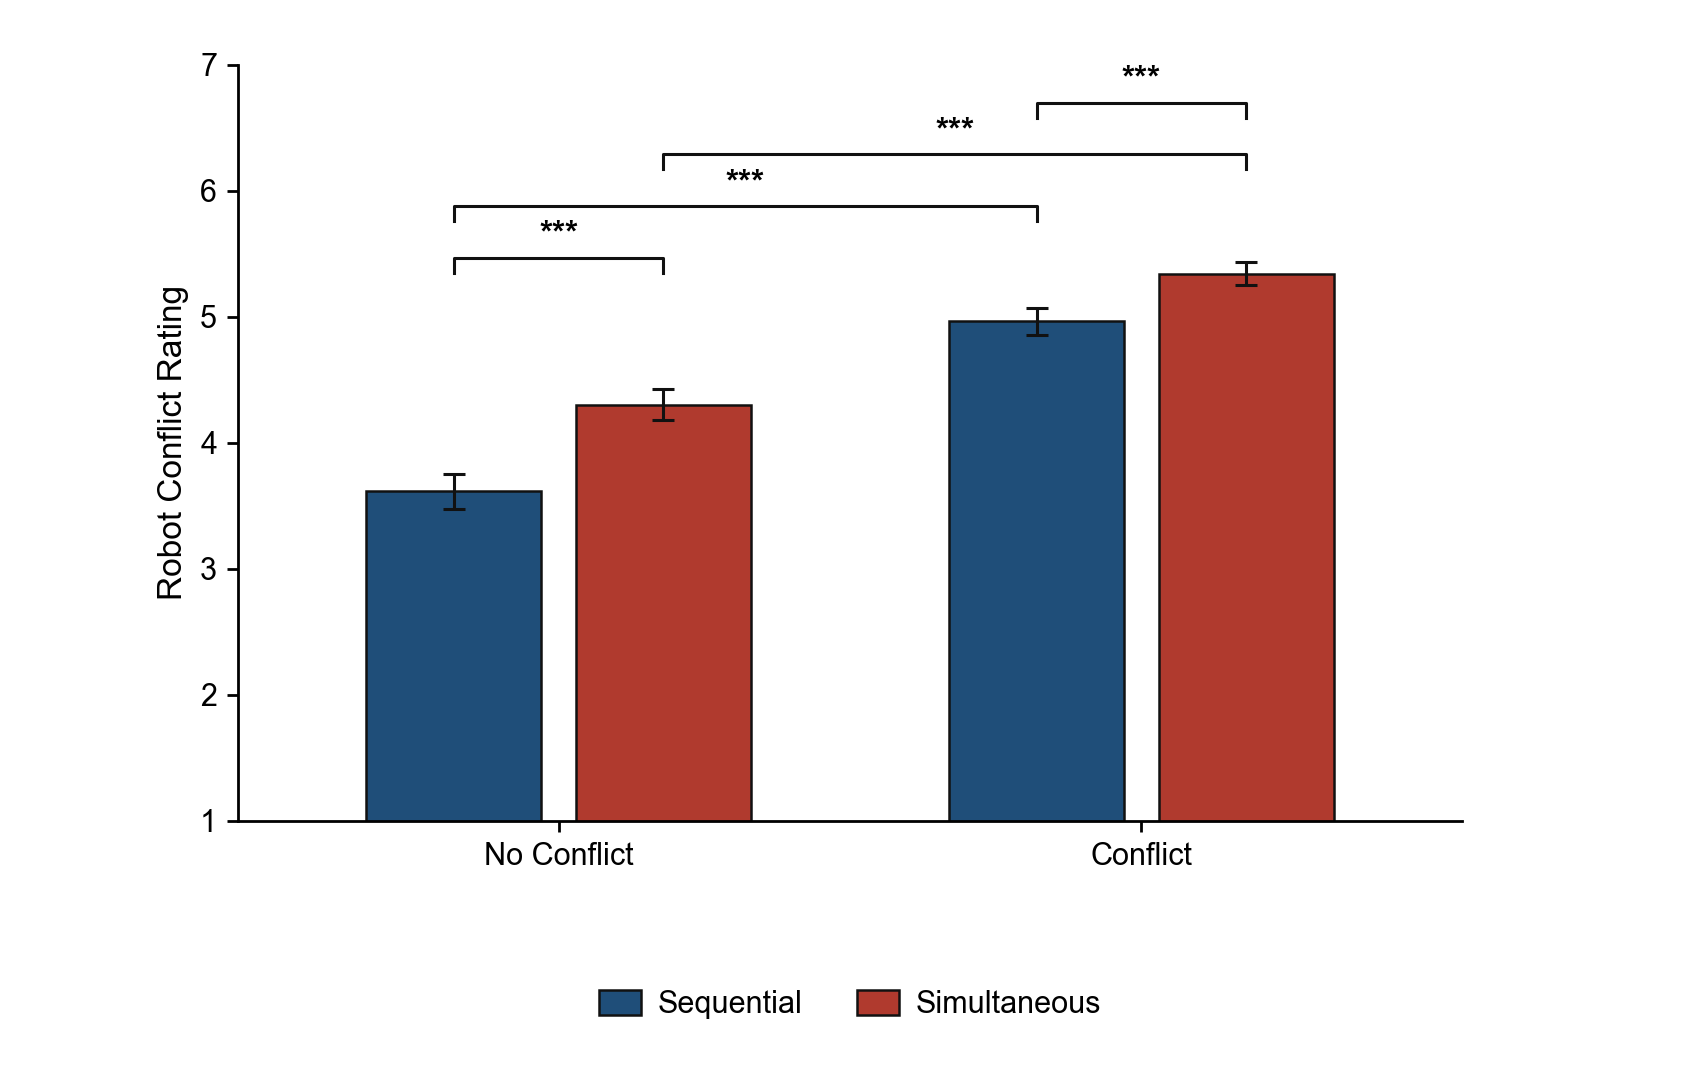 7
***
***
6
***
***
5
4
3
2
1
Robot Conflict Rating
No Conflict
Conflict
Sequential
Simultaneous